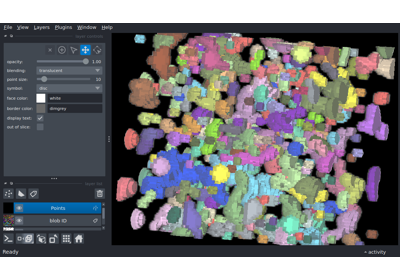 File View Layers Plugins Window Help
opacity: 1.00
blending: translucent
point size: 10
symbol: disc
face color: white
border color: dimgrey
display text:
out of slice:
Points
blob ID
Ready
activity